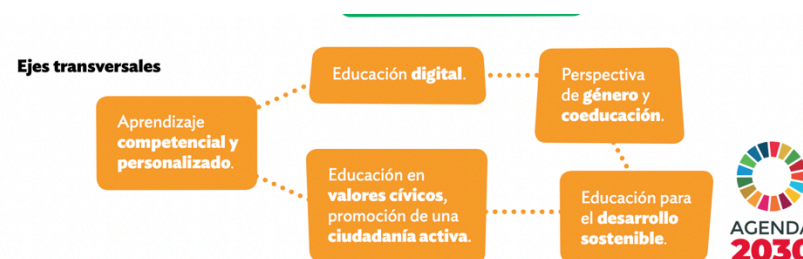 Ejes transversales
Educación digital.
Perspectiva
de género y
coeducación.
Aprendizaje
competencial y
personalizado.
Educación en
valores cívicos,
promoción de una
ciudadanía activa.
Educación para
el desarrollo
sostenible.
AGENDA
2030